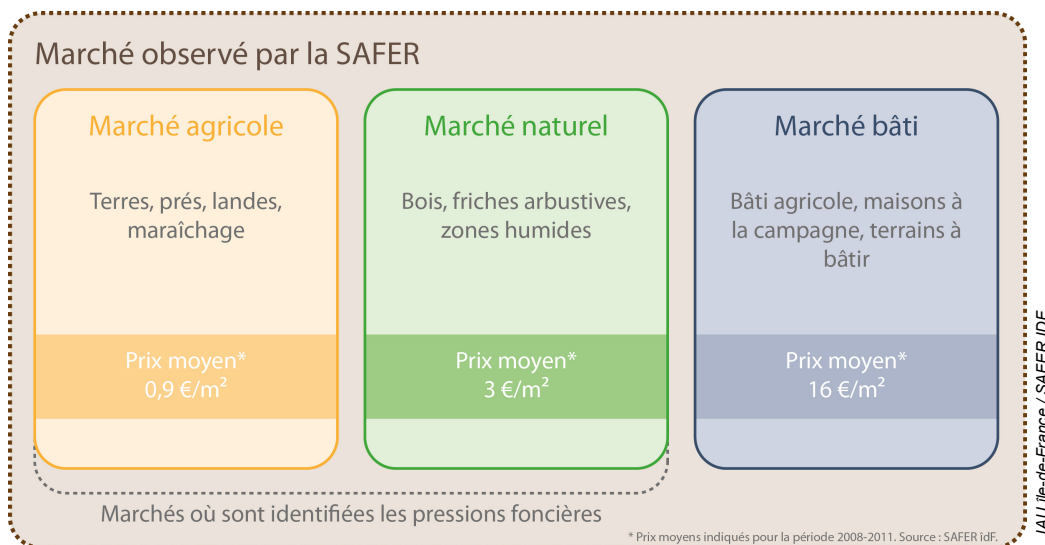 Marché observé par la SAFER
Marché agricole
Terres, prés, landes,
maraîchage
Prix moyen*
0,9 €/m²
Marché naturel
Bois, friches arbustives,
zones humides
Prix moyen*
3 €/m²
Marché bâti
Bâti agricole, maisons à
la campagne, terrains à
bâtir
Prix moyen*
16 €/m²
Marchés où sont identifiées les pressions foncières
* Prix moyens indiqués pour la période 2008-2011. Source : SAFER îdF.
IAU île-de-France / SAFER IDF